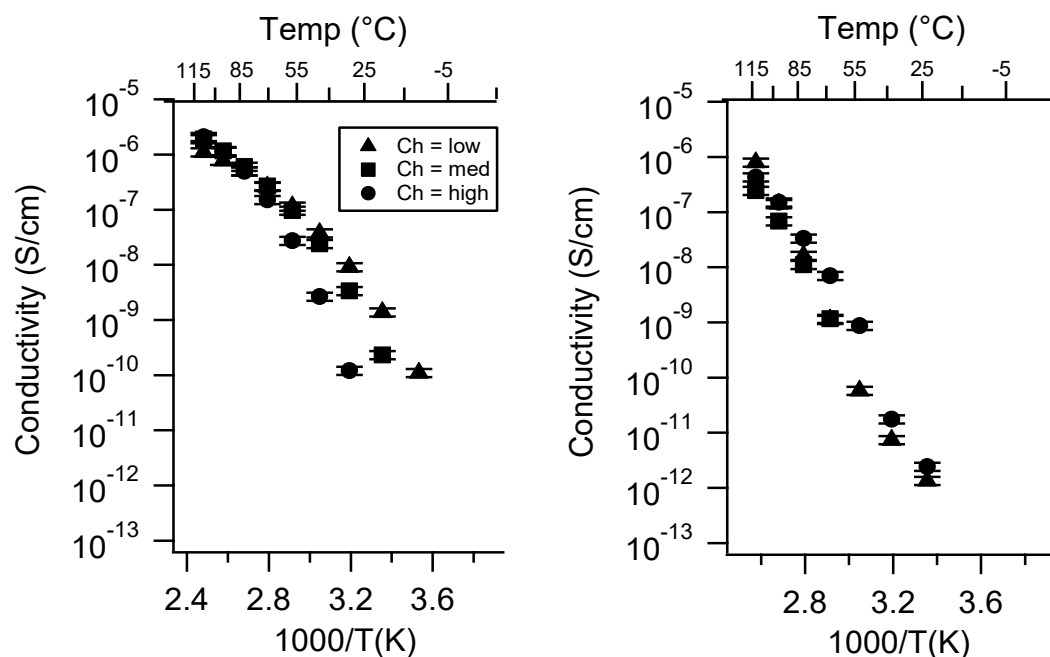 Temp (°C)
115 85 55 25 -5
10-5
10-6
10-7
10-8
10-9
10-10
10-11
10-12
10-13
Conductivity (S/cm)
Ch = low
Ch = med
Ch = high
2.4 2.8 3.2 3.6
1000/T(K)
Temp (°C)
115 85 55 25 -5
10-5
10-6
10-7
10-8
10-9
10-10
10-11
10-12
10-13
Conductivity (S/cm)
2.8 3.2 3.6
1000/T(K)